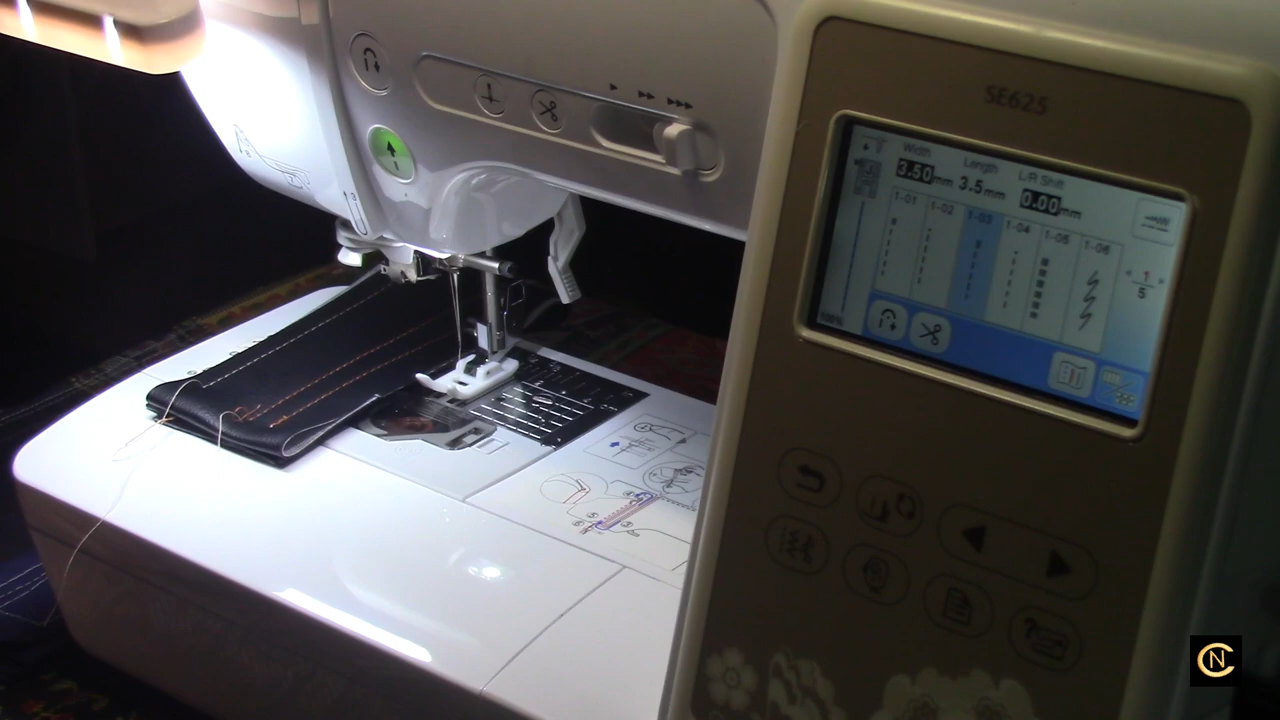 SE625
Width
Length
L/R Shift
3.50mm
3.5mm
0.00mm
1-01
1-02
1-03
1-04
1-05
1-06
1
5
CN